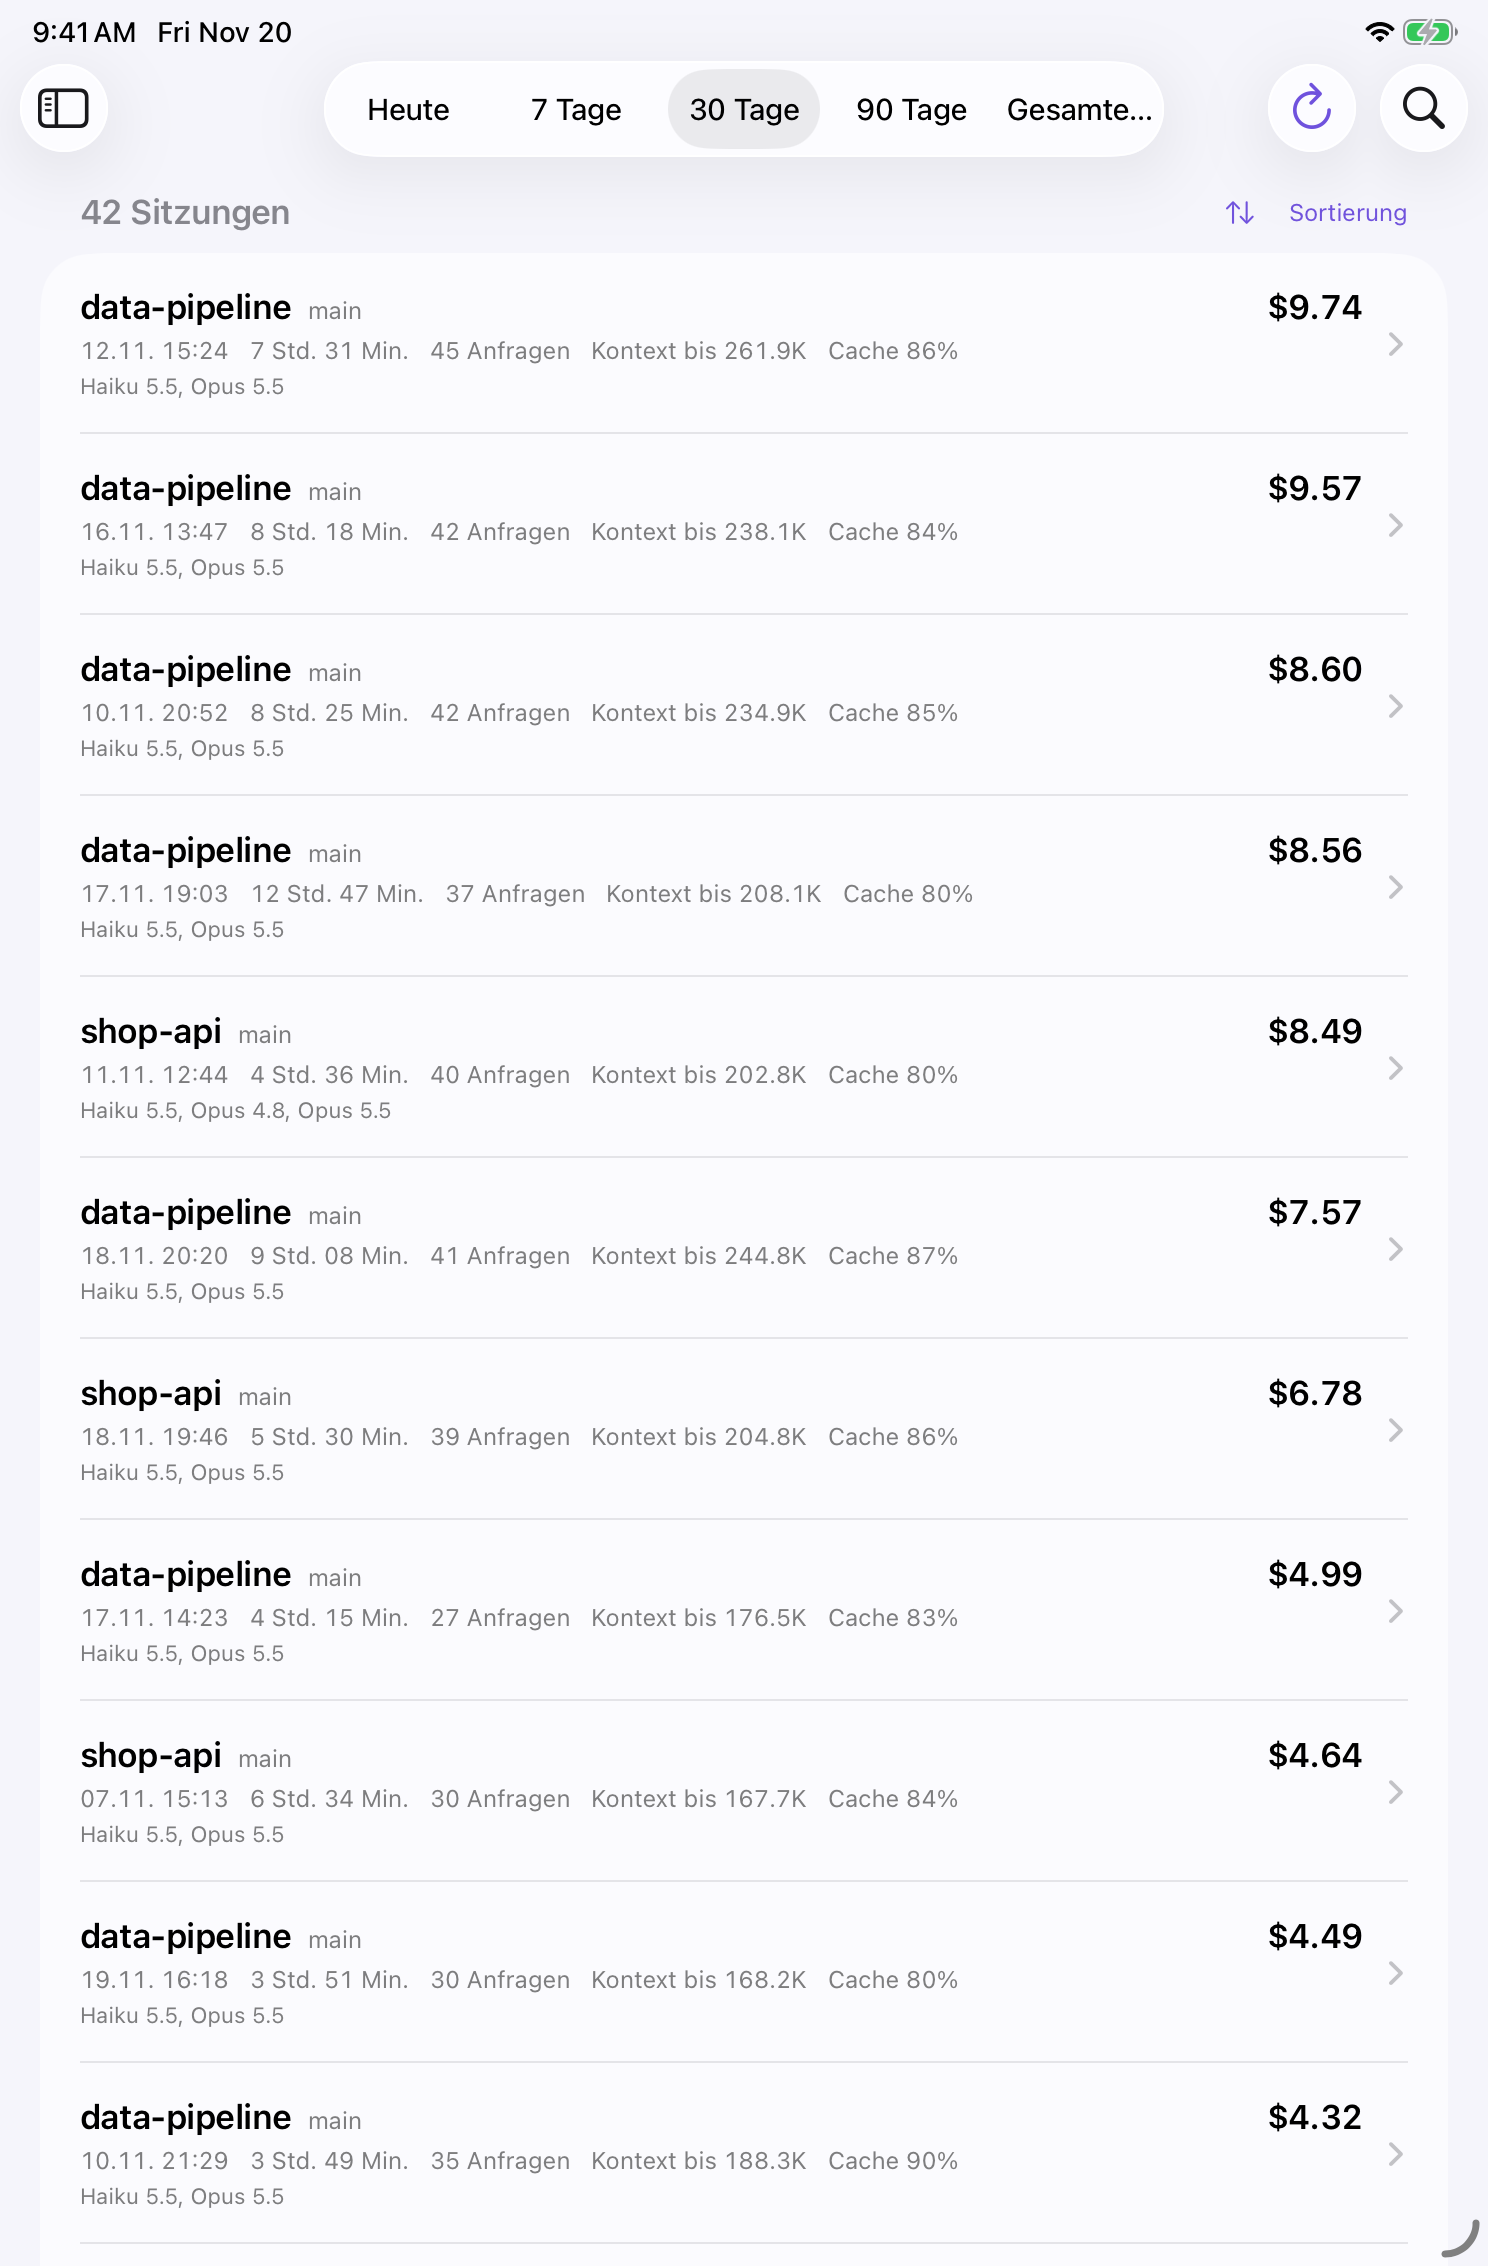 9:41 AM Fri Nov 20
Heute 7 Tage 30 Tage 90 Tage Gesamte...
42 Sitzungen Sortierung
data-pipeline main $9.74
12.11. 15:24 7 Std. 31 Min. 45 Anfragen Kontext bis 261.9K Cache 86%
Haiku 5.5, Opus 5.5
data-pipeline main $9.57
16.11. 13:47 8 Std. 18 Min. 42 Anfragen Kontext bis 238.1K Cache 84%
Haiku 5.5, Opus 5.5
data-pipeline main $8.60
10.11. 20:52 8 Std. 25 Min. 42 Anfragen Kontext bis 234.9K Cache 85%
Haiku 5.5, Opus 5.5
data-pipeline main $8.56
17.11. 19:03 12 Std. 47 Min. 37 Anfragen Kontext bis 208.1K Cache 80%
Haiku 5.5, Opus 5.5
shop-api main $8.49
11.11. 12:44 4 Std. 36 Min. 40 Anfragen Kontext bis 202.8K Cache 80%
Haiku 5.5, Opus 4.8, Opus 5.5
data-pipeline main $7.57
18.11. 20:20 9 Std. 08 Min. 41 Anfragen Kontext bis 244.8K Cache 87%
Haiku 5.5, Opus 5.5
shop-api main $6.78
18.11. 19:46 5 Std. 30 Min. 39 Anfragen Kontext bis 204.8K Cache 86%
Haiku 5.5, Opus 5.5
data-pipeline main $4.99
17.11. 14:23 4 Std. 15 Min. 27 Anfragen Kontext bis 176.5K Cache 83%
Haiku 5.5, Opus 5.5
shop-api main $4.64
07.11. 15:13 6 Std. 34 Min. 30 Anfragen Kontext bis 167.7K Cache 84%
Haiku 5.5, Opus 5.5
data-pipeline main $4.49
19.11. 16:18 3 Std. 51 Min. 30 Anfragen Kontext bis 168.2K Cache 80%
Haiku 5.5, Opus 5.5
data-pipeline main $4.32
10.11. 21:29 3 Std. 49 Min. 35 Anfragen Kontext bis 188.3K Cache 90%
Haiku 5.5, Opus 5.5